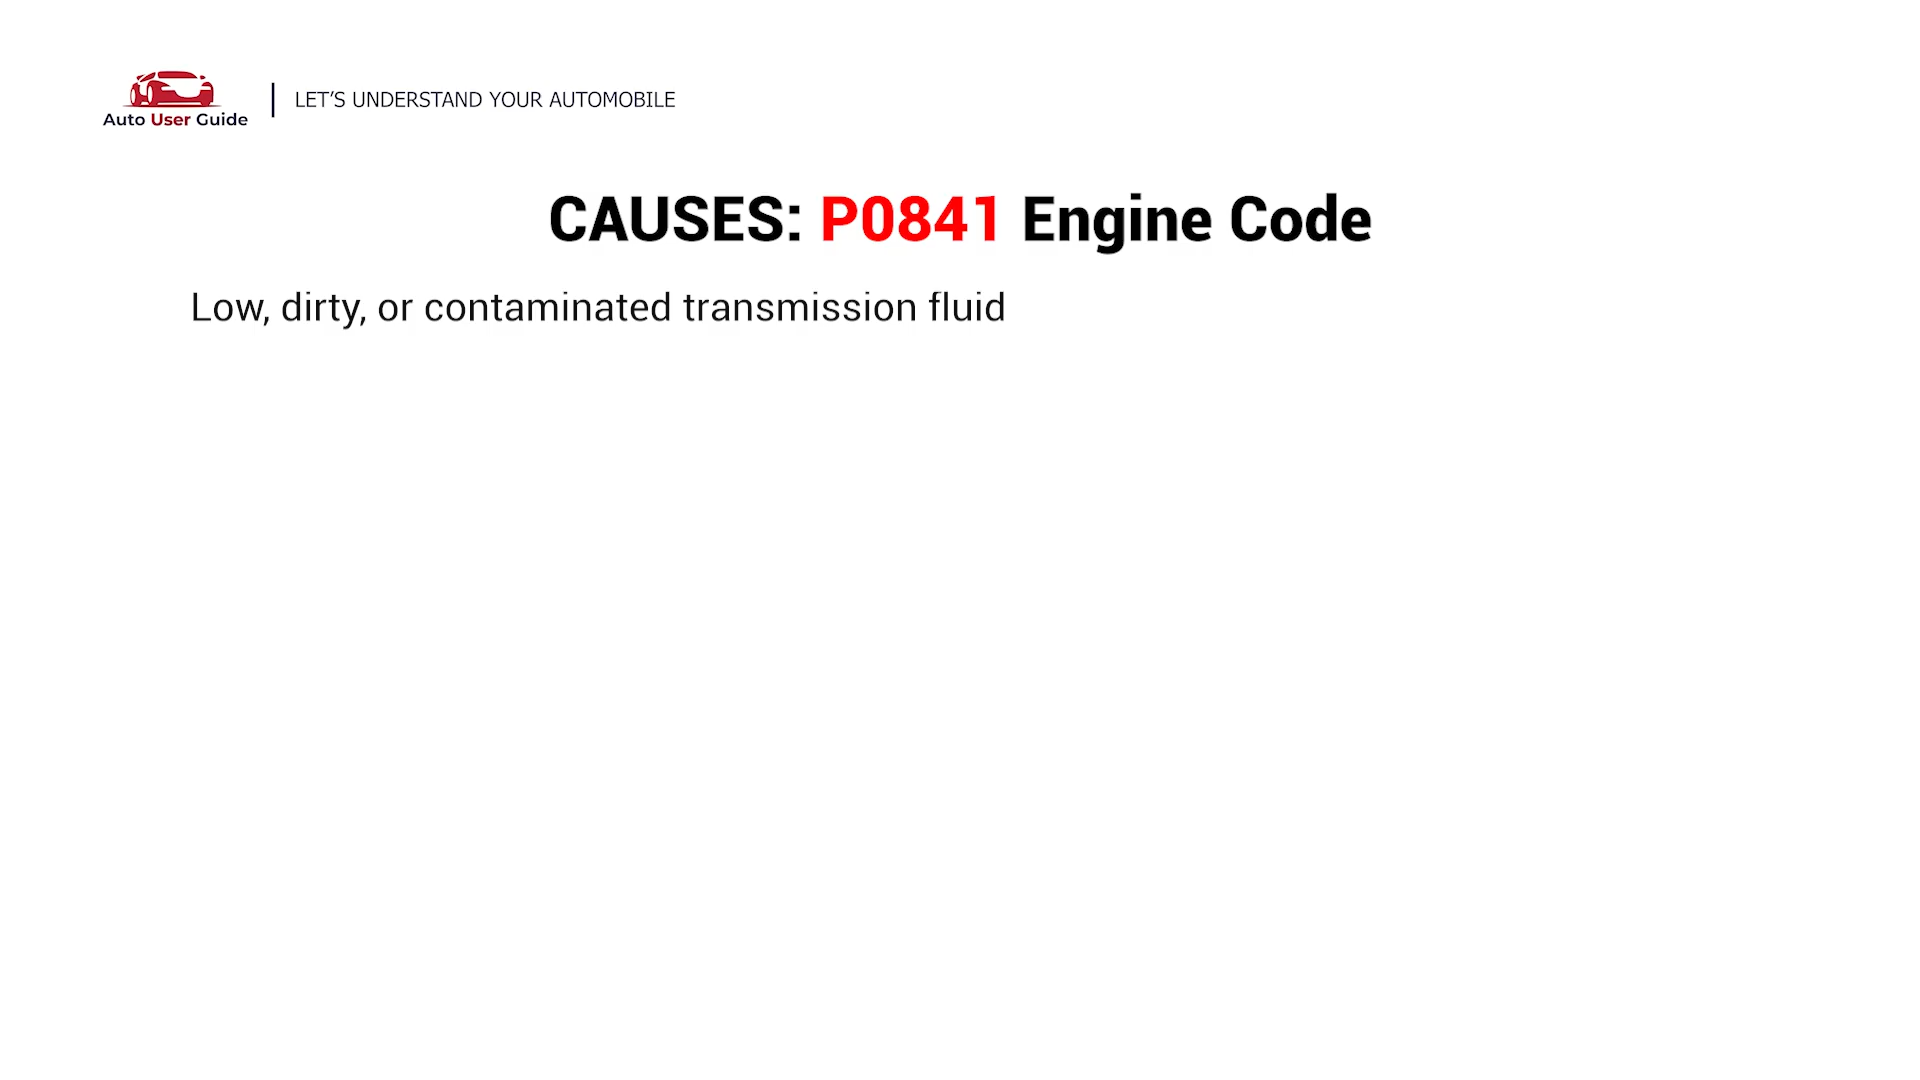 Auto User Guide
LET’S UNDERSTAND YOUR AUTOMOBILE
CAUSES: P0841 Engine Code
Low, dirty, or contaminated transmission fluid